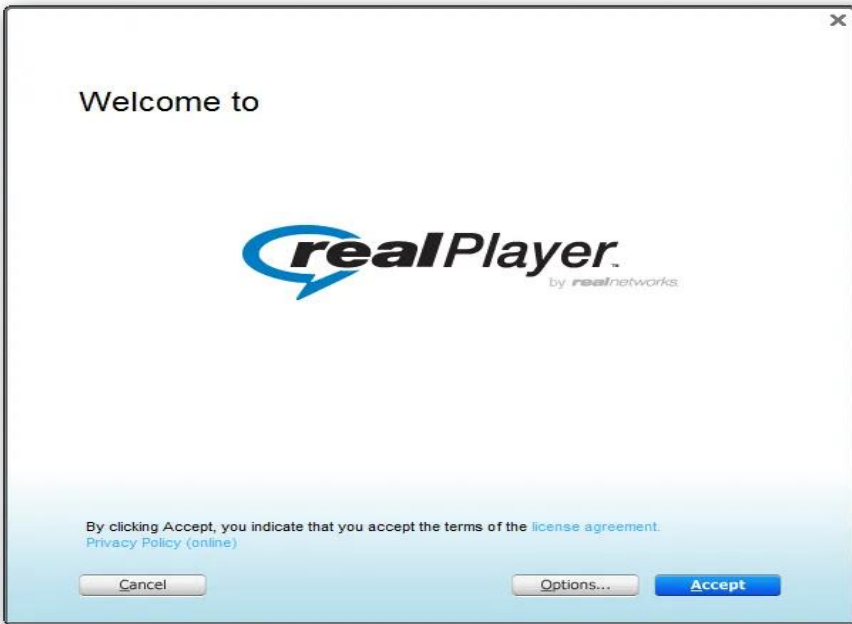 Welcome to
realPlayer™
by realnetworks
By clicking Accept, you indicate that you accept the terms of the license agreement.
Privacy Policy (online)
Cancel Options... Accept